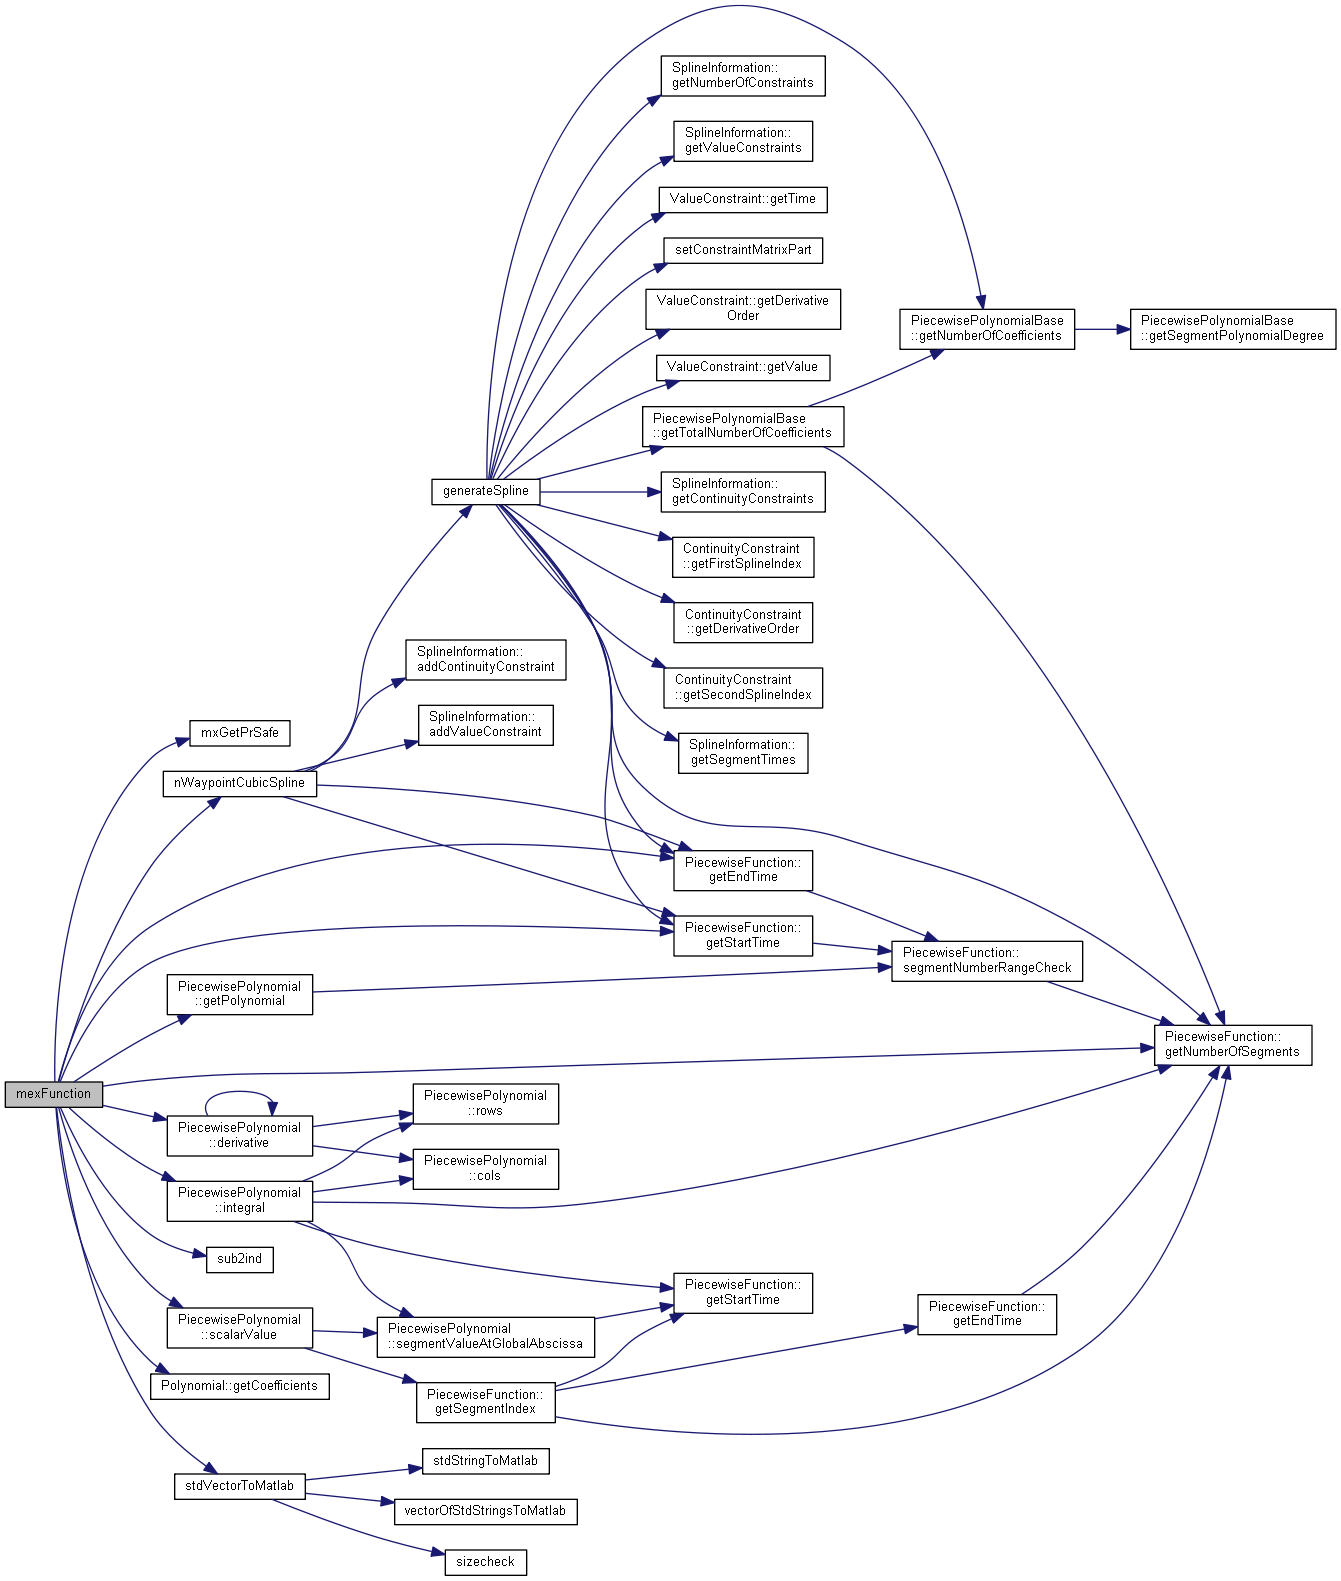 SplineInformation::
getNumberOfConstraints
SplineInformation::
getValueConstraints
ValueConstraint::getTime
setConstraintMatrixPart
ValueConstraint::getDerivative
Order
PiecewisePolynomialBase
::getNumberOfCoefficients
PiecewisePolynomialBase
::getSegmentPolynomialDegree
ValueConstraint::getValue
PiecewisePolynomialBase
::getTotalNumberOfCoefficients
generateSpline
SplineInformation::
getContinuityConstraints
ContinuityConstraint
::getFirstSplineIndex
ContinuityConstraint
::getDerivativeOrder
SplineInformation::
addContinuityConstraint
ContinuityConstraint
::getSecondSplineIndex
SplineInformation::
addValueConstraint
mxGetPrSafe
SplineInformation::
getSegmentTimes
nWaypointCubicSpline
PiecewiseFunction::
getEndTime
PiecewiseFunction::
getStartTime
PiecewiseFunction::
segmentNumberRangeCheck
PiecewisePolynomial
::getPolynomial
PiecewiseFunction::
getNumberOfSegments
mexFunction
PiecewisePolynomial
::rows
PiecewisePolynomial
::derivative
PiecewisePolynomial
::cols
PiecewisePolynomial
::integral
sub2ind
PiecewiseFunction::
getStartTime
PiecewiseFunction::
getEndTime
PiecewisePolynomial
::scalarValue
PiecewisePolynomial
::segmentValueAtGlobalAbscissa
Polynomial::getCoefficients
PiecewiseFunction::
getSegmentIndex
stdStringToMatlab
stdVectorToMatlab
vectorOfStdStringsToMatlab
sizecheck